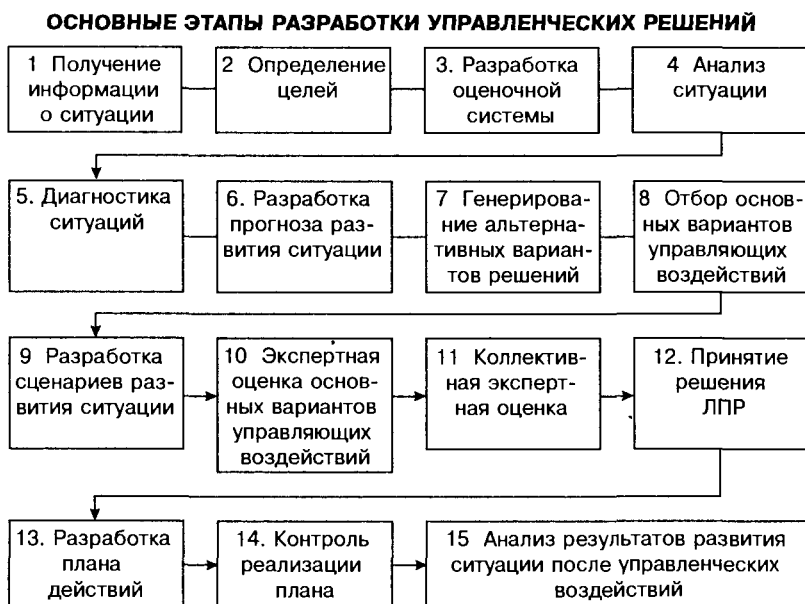 ОСНОВНЫЕ ЭТАПЫ РАЗРАБОТКИ УПРАВЛЕНЧЕСКИХ РЕШЕНИЙ
1 Получение
информации
о ситуации
2 Определение
целей
3. Разработка
оценочной
системы
4 Анализ
ситуации
5. Диагностика
ситуаций
6. Разработка
прогноза раз-
вития ситуации
7 Генерирова-
ние альтерна-
тивных вариан-
тов решений
8 Отбор основ-
ных вариантов
управляющих
воздействий
9 Разработка
сценариев раз-
вития ситуации
10 Экспертная
оценка основ-
ных вариантов
управляющих
воздействий
11 Коллектив-
ная эксперт-
ная оценка
12. Принятие
решения
ЛПР
13. Разработка
плана
действий
14. Контроль
реализации
плана
15 Анализ результатов развития
ситуации после управленческих
воздействий